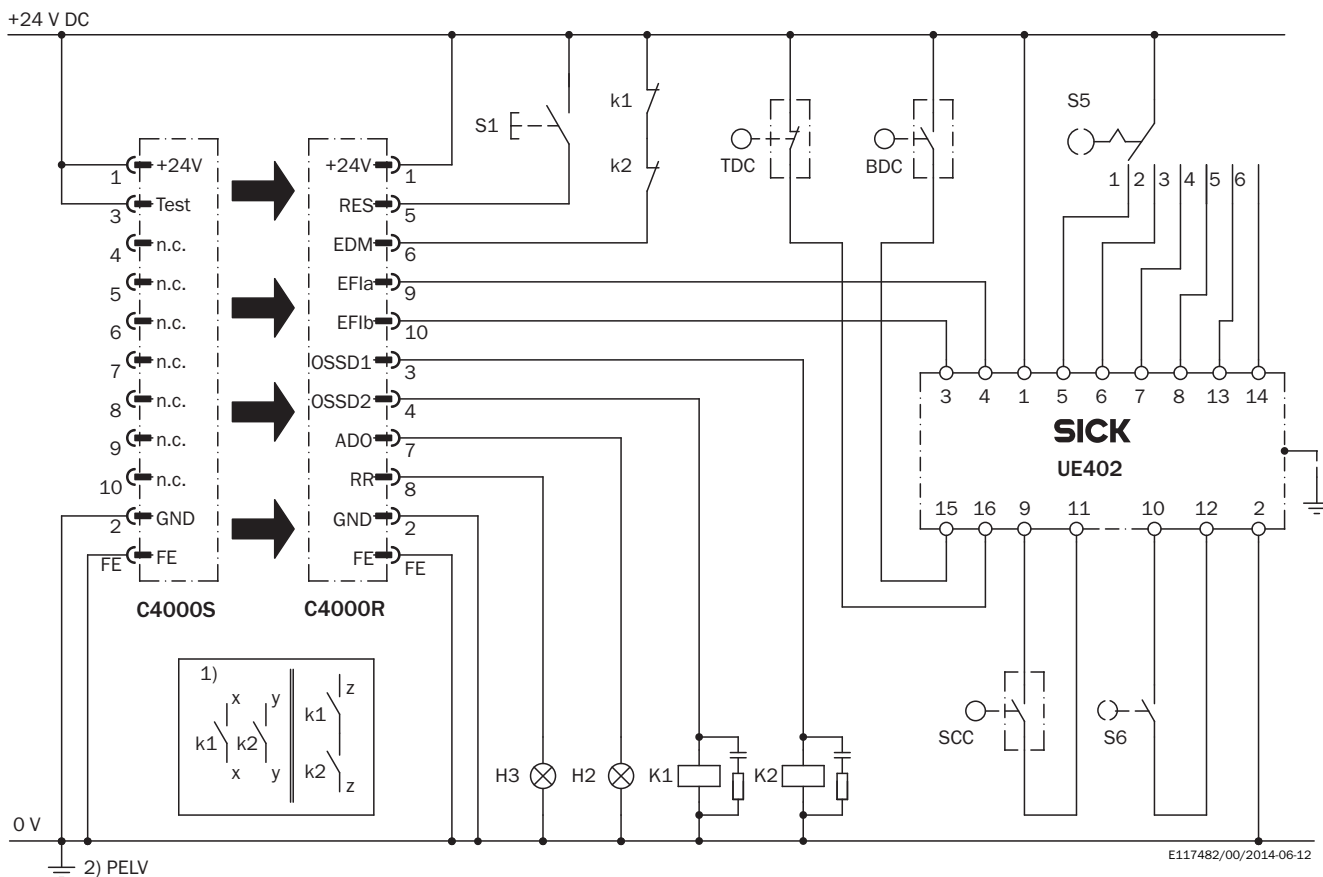 +24 V DC
S1
k1
k2
TDC
BDC
S5
1 2 3 4 5 6
1 +24V
3 Test
4 n.c.
5 n.c.
6 n.c.
7 n.c.
8 n.c.
9 n.c.
10 n.c.
2 GND
FE FE
C4000S
+24V 1
RES 5
EDM 6
EFIa 9
EFIb 10
OSSD1 3
OSSD2 4
ADO 7
RR 8
GND 2
FE FE
C4000R
3 4 1 5 6 7 8 13 14
SICK
UE402
15 16 9 11 10 12 2
1)
x y z
k1 k2 k1
x y k2 z
H3 H2 K1 K2
SCC
S6
0 V
2) PELV
E117482/00/2014-06-12